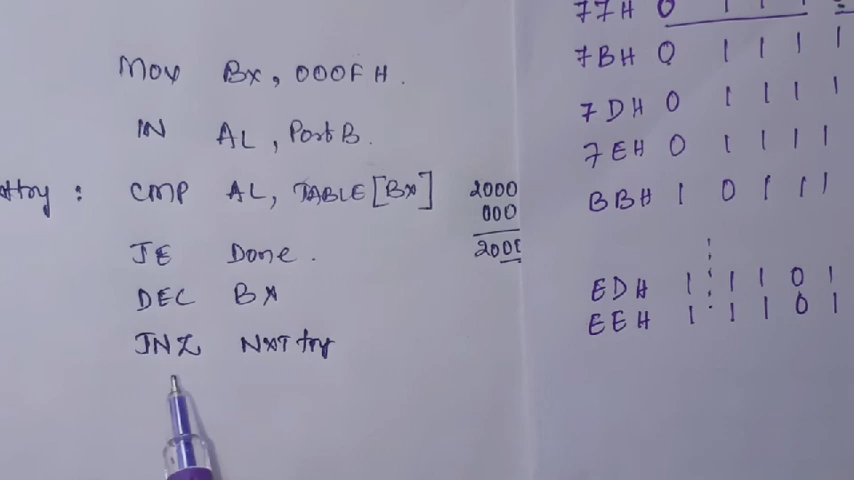 MOV BX, 000FH.
IN AL, Port B.
try : CMP AL, TABLE[BX] 2000
000
JE Done.
DEC BX
JNZ NXT try
77H 0 1 1 1
7BH 0 1 1 1 1
7DH 0 1 1 1 1
7EH 0 1 1 1 1
BBH 1 0 1 1 1
EDH 1 1 1 0 1
EEH 1 1 1 0 1